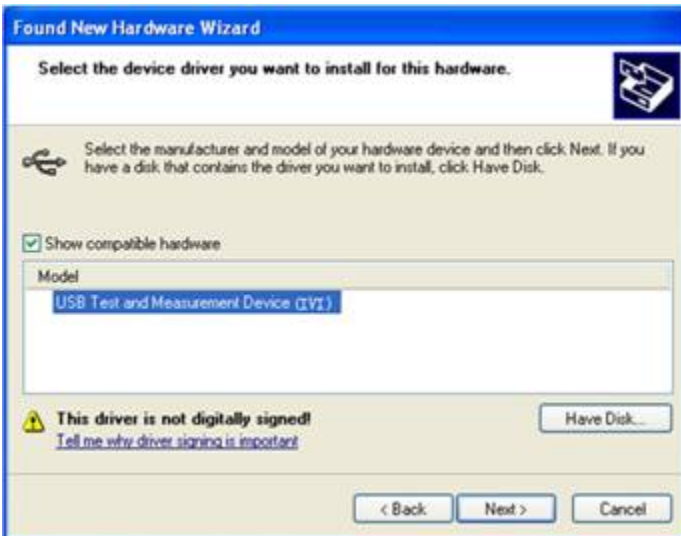 Found New Hardware Wizard
Select the device driver you want to install for this hardware.
Select the manufacturer and model of your hardware device and then click Next. If you
have a disk that contains the driver you want to install, click Have Disk.
Show compatible hardware
Model
USB Test and Measurement Device (IVI)
This driver is not digitally signed!
Have Disk...
Tell me why driver signing is important
< Back
Next >
Cancel